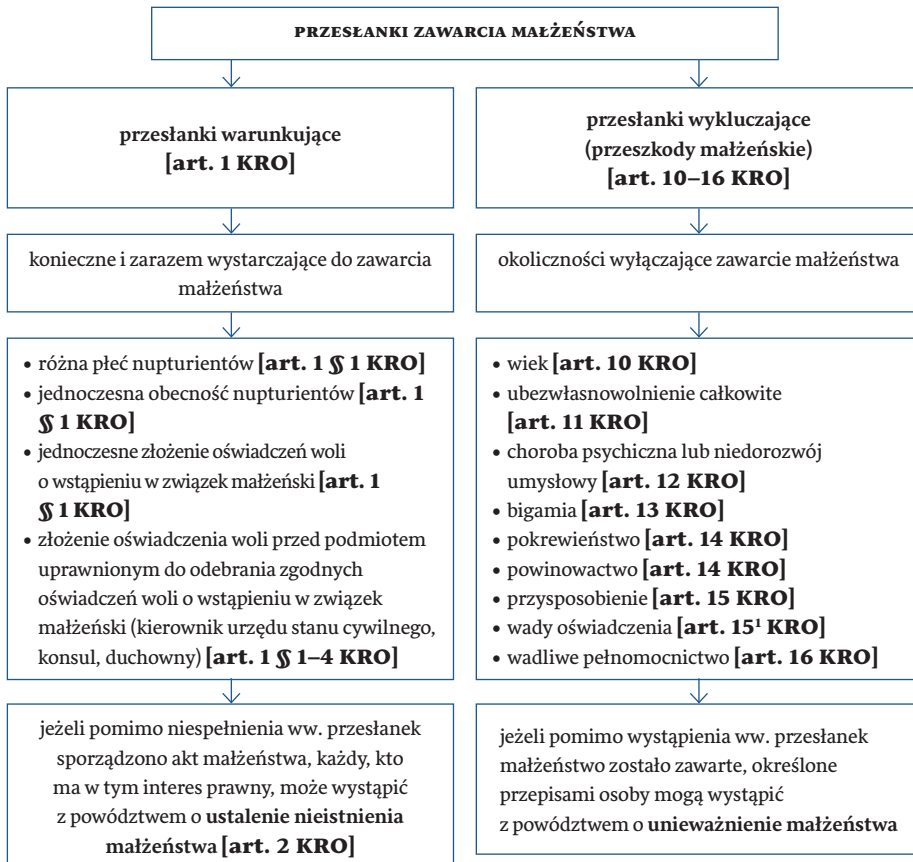 PRZESŁANKI ZAWARCIA MAŁŻEŃSTWA
przesłanki warunkujące
[art. 1 KRO]
konieczne i zarazem wystarczające do zawarcia
małżeństwa
• różna płeć nupturientów [art. 1 § 1 KRO]
• jednoczesna obecność nupturientów [art. 1
§ 1 KRO]
• jednoczesne złożenie oświadczeń woli
o wstąpieniu w związek małżeński [art. 1
§ 1 KRO]
• złożenie oświadczenia woli przed podmiotem
uprawnionym do odebrania zgodnych
oświadczeń woli o wstąpieniu w związek
małżeński (kierownik urzędu stanu cywilnego,
konsul, duchowny) [art. 1 § 1–4 KRO]
jeżeli pomimo niespełnienia ww. przesłanek
sporządzono akt małżeństwa, każdy, kto
ma w tym interes prawny, może wystąpić
z powództwem o ustalenie nieistnienia
małżeństwa [art. 2 KRO]
przesłanki wykluczające
(przeszkody małżeńskie)
[art. 10–16 KRO]
okoliczności wyłączające zawarcie małżeństwa
• wiek [art. 10 KRO]
• ubezwłasnowolnienie całkowite
[art. 11 KRO]
• choroba psychiczna lub niedorozwój
umysłowy [art. 12 KRO]
• bigamia [art. 13 KRO]
• pokrewieństwo [art. 14 KRO]
• powinowactwo [art. 14 KRO]
• przysposobienie [art. 15 KRO]
• wady oświadczenia [art. 15¹ KRO]
• wadliwe pełnomocnictwo [art. 16 KRO]
jeżeli pomimo wystąpienia ww. przesłanek
małżeństwo zostało zawarte, określone
przepisami osoby mogą wystąpić
z powództwem o unieważnienie małżeństwa